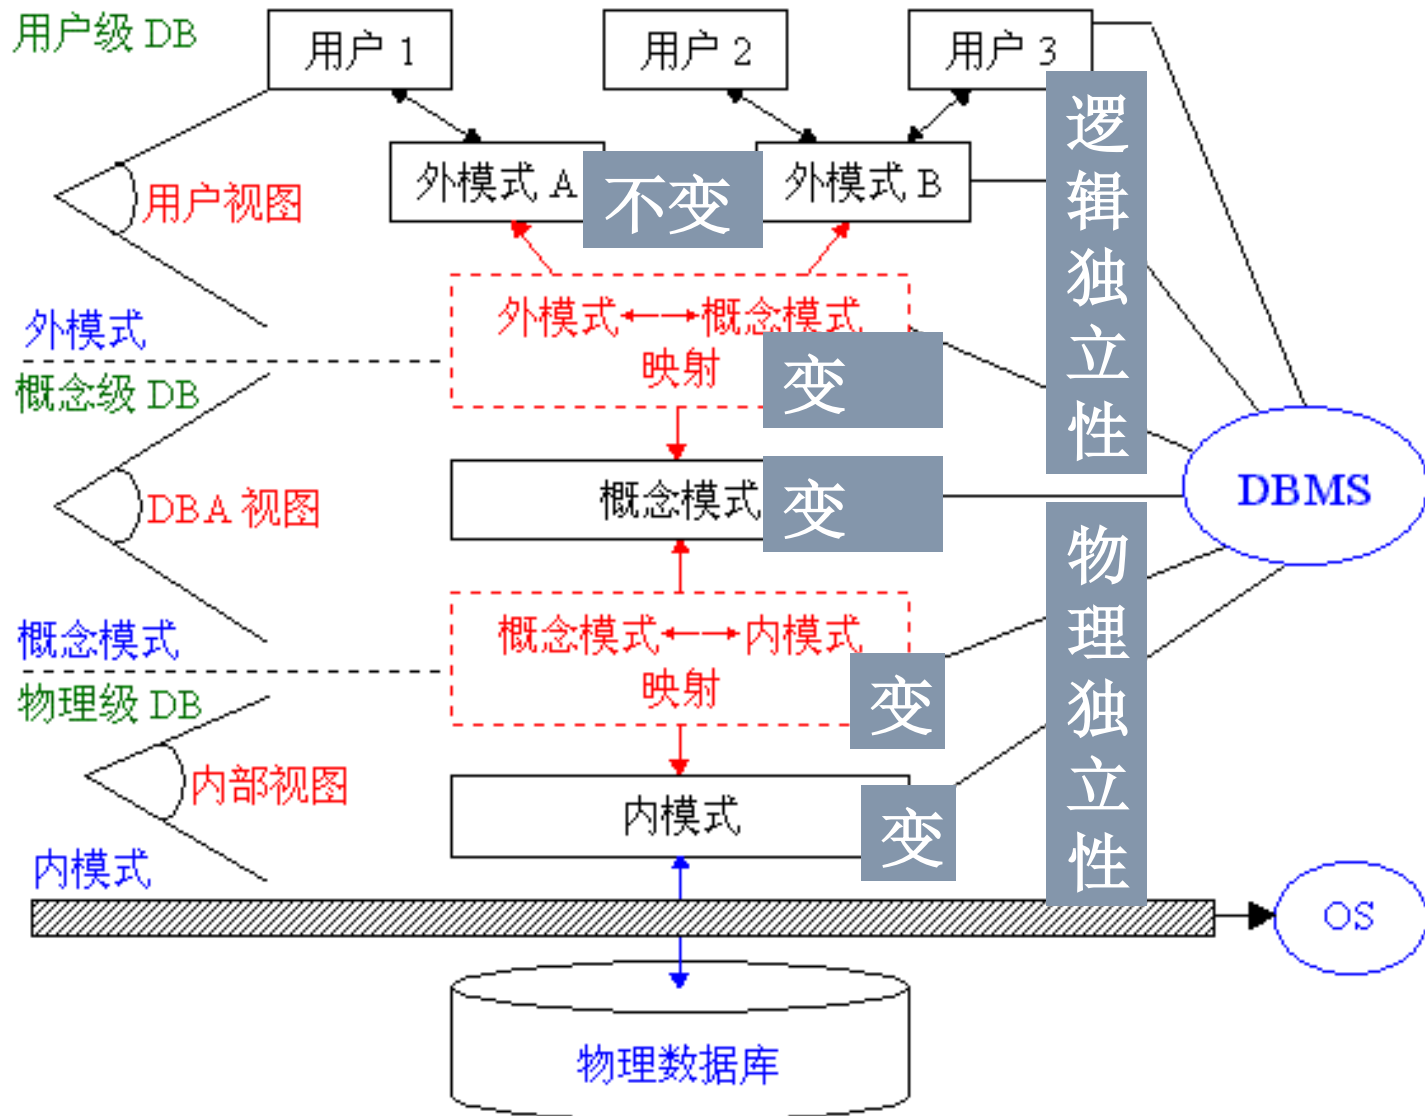 用户级 DB
用户 1
用户 2
用户 3
外模式 A
不变
外模式 B
逻辑独立性
用户视图
外模式
外模式
概念模式
映射
变
概念级 DB
DBA 视图
概念模式
变
DBMS
物理独立性
概念模式
概念模式
内模式
映射
变
物理级 DB
内部视图
内模式
变
内模式
OS
物理数据库